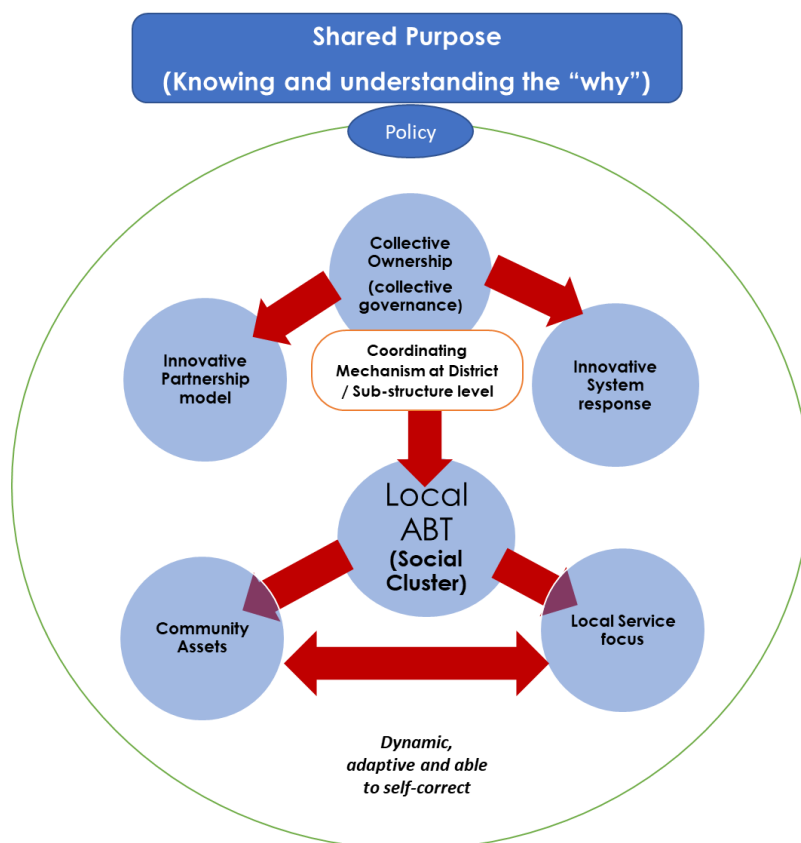 Shared Purpose
(Knowing and understanding the “why”)
Policy
Collective
Ownership
(collective
governance)
Innovative
Partnership
model
Coordinating
Mechanism at District
/ Sub-structure level
Innovative
System
response
Local
ABT
(Social
Cluster)
Community
Assets
Local Service
focus
Dynamic,
adaptive and able
to self-correct